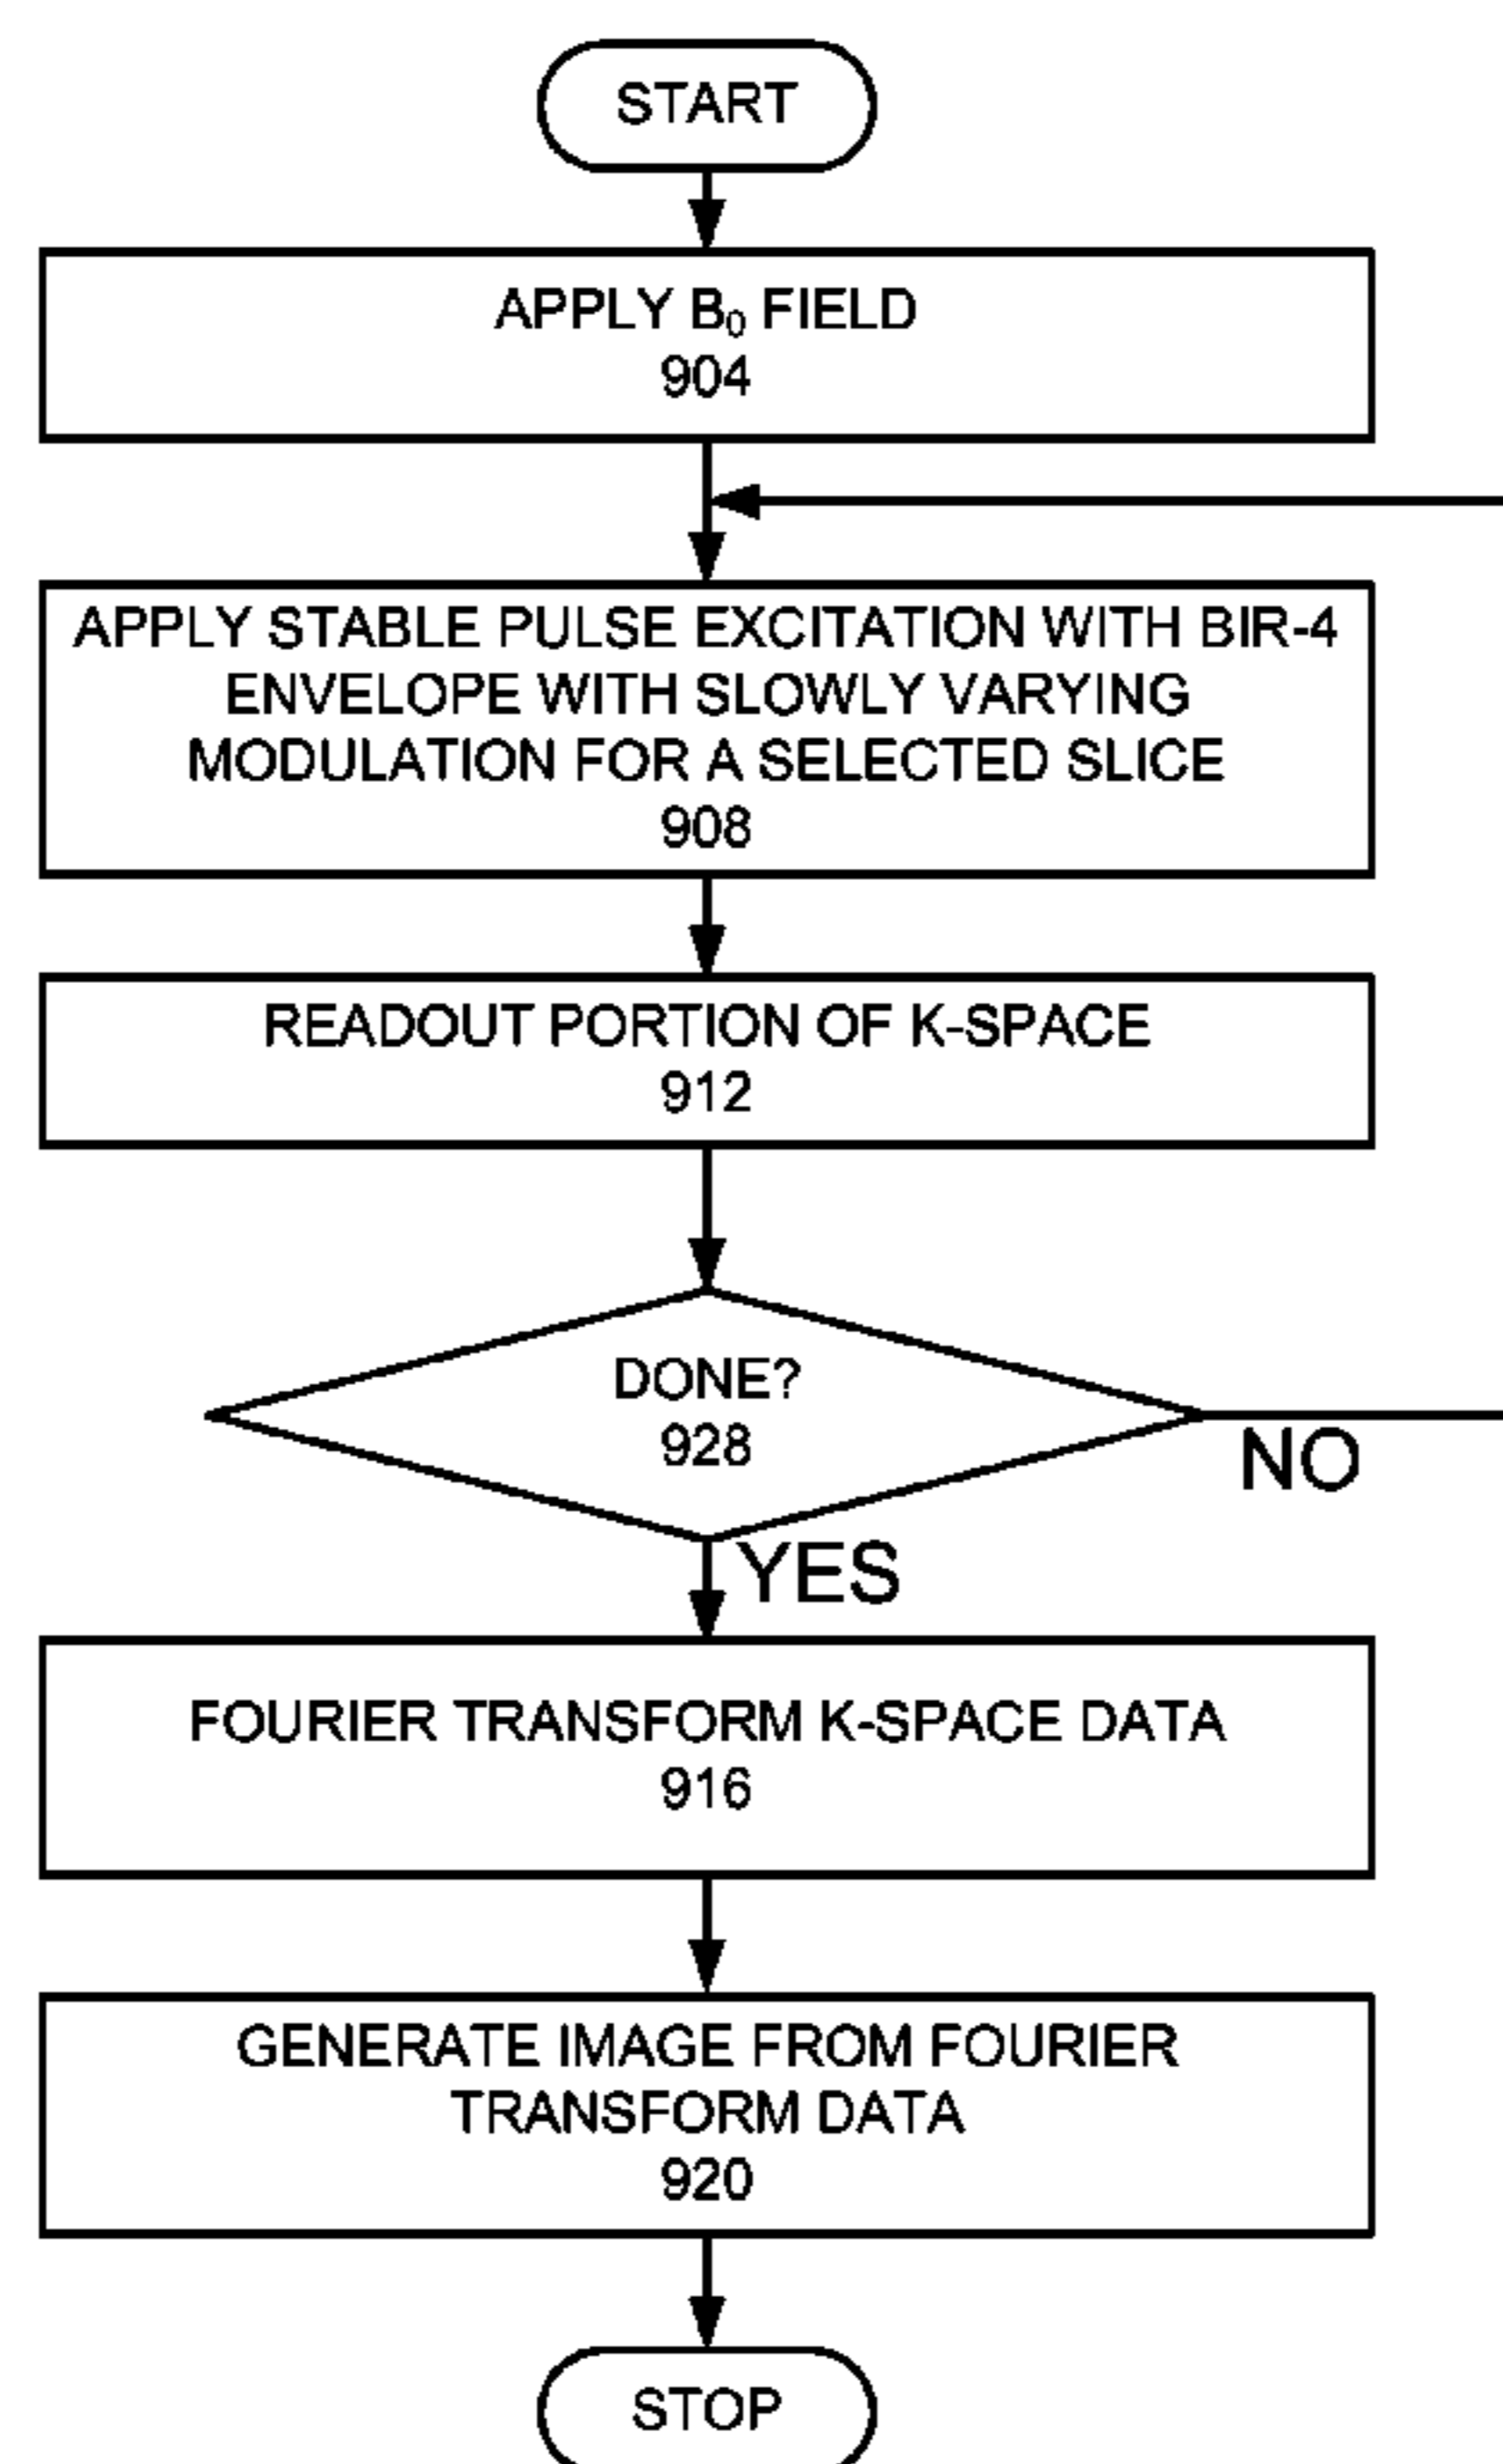 START
APPLY B₀ FIELD
904
APPLY STABLE PULSE EXCITATION WITH BIR-4
ENVELOPE WITH SLOWLY VARYING
MODULATION FOR A SELECTED SLICE
908
READOUT PORTION OF K-SPACE
912
DONE?
928
NO
YES
FOURIER TRANSFORM K-SPACE DATA
916
GENERATE IMAGE FROM FOURIER
TRANSFORM DATA
920
STOP